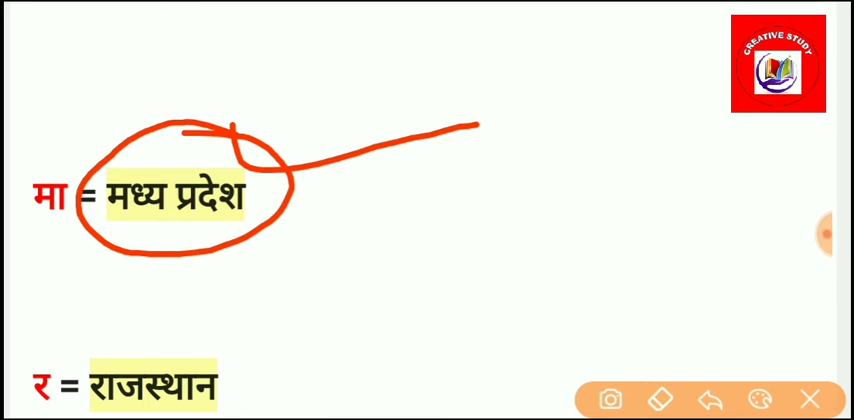 CREATIVE STUDY
मा = मध्य प्रदेश
र = राजस्थान